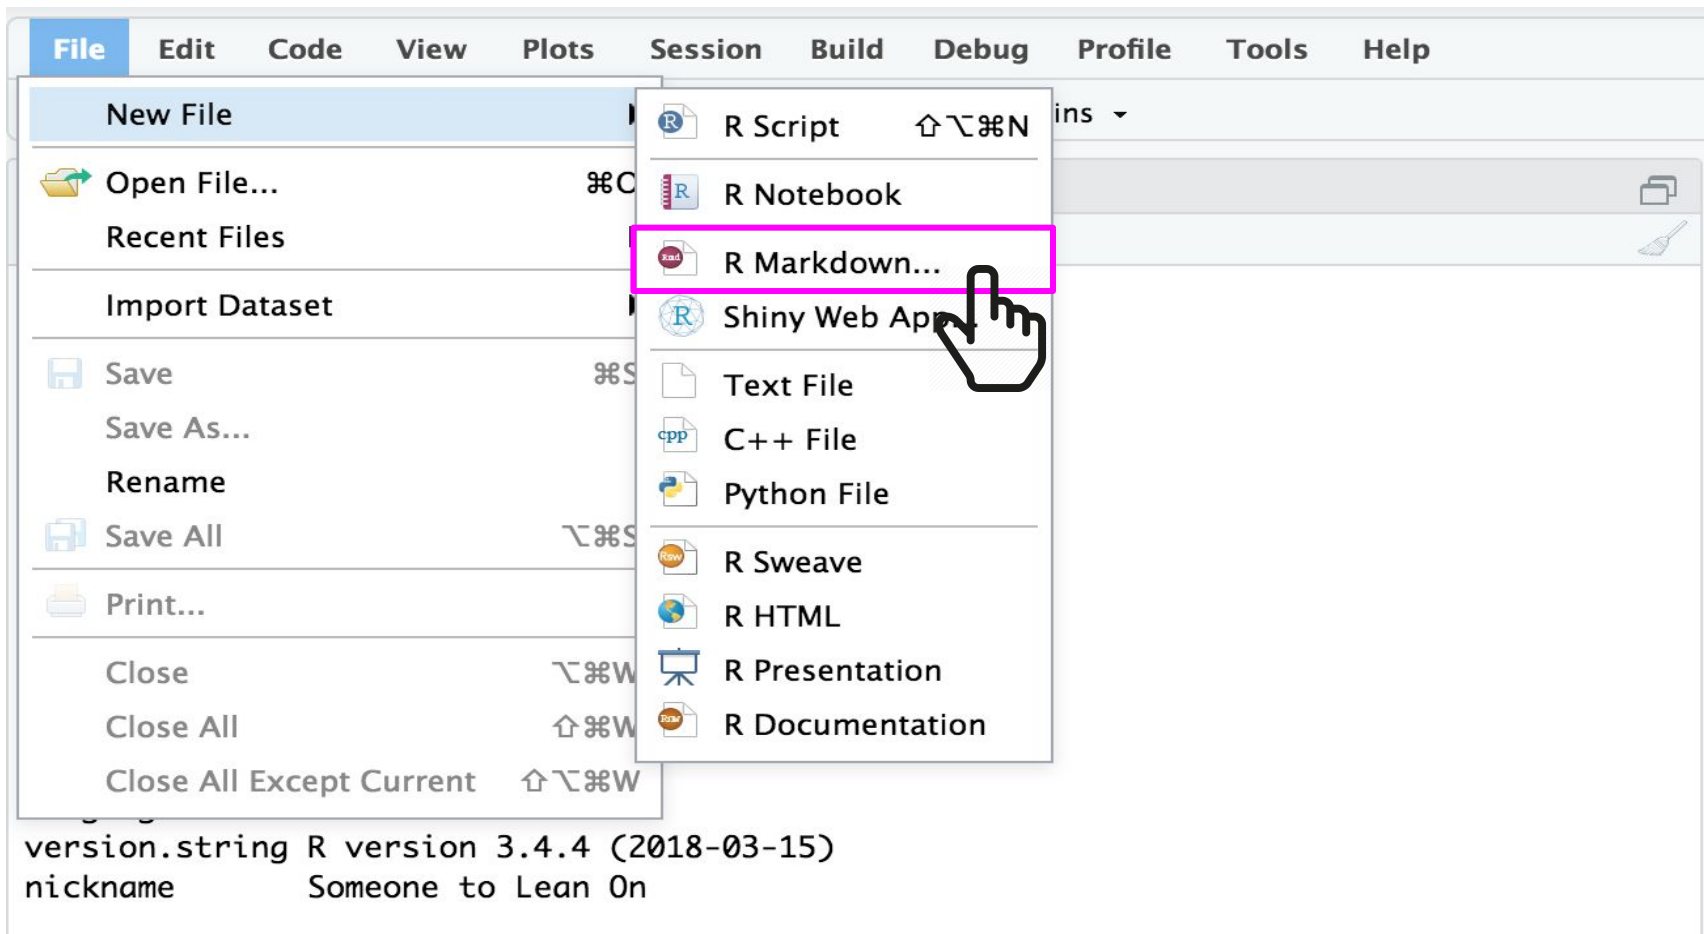 File Edit Code View Plots Session Build Debug Profile Tools Help
New File
Open File... ⌘O
Recent Files
Import Dataset
Save ⌘S
Save As...
Rename
Save All ⌥⌘S
Print...
Close ⌥⌘W
Close All ⇧⌘W
Close All Except Current ⇧⌥⌘W
ins
R R Script ⇧⌥⌘N
R R Notebook
Rmd R Markdown...
R Shiny Web App...
Text File
cpp C++ File
Python File
Rsw R Sweave
R HTML
R Presentation
R Documentation
version.string R version 3.4.4 (2018-03-15)
nickname Someone to Lean On